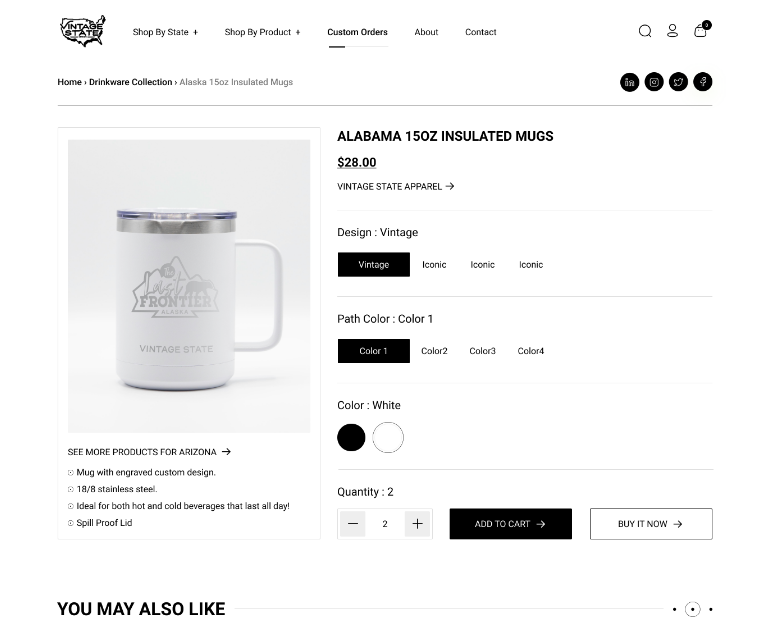 VINTAGE
STATE
Shop By State +
Shop By Product +
Custom Orders
About
Contact
Home › Drinkware Collection › Alaska 15oz Insulated Mugs
ALABAMA 15OZ INSULATED MUGS
$28.00
VINTAGE STATE APPAREL →
Design : Vintage
Vintage Iconic Iconic Iconic
Path Color : Color 1
Color 1 Color2 Color3 Color4
Color : White
Last
FRONTIER
ALASKA
VINTAGE STATE
SEE MORE PRODUCTS FOR ARIZONA →
Mug with engraved custom design.
18/8 stainless steel.
Ideal for both hot and cold beverages that last all day!
Spill Proof Lid
Quantity : 2
− 2 +
ADD TO CART →
BUY IT NOW →
YOU MAY ALSO LIKE